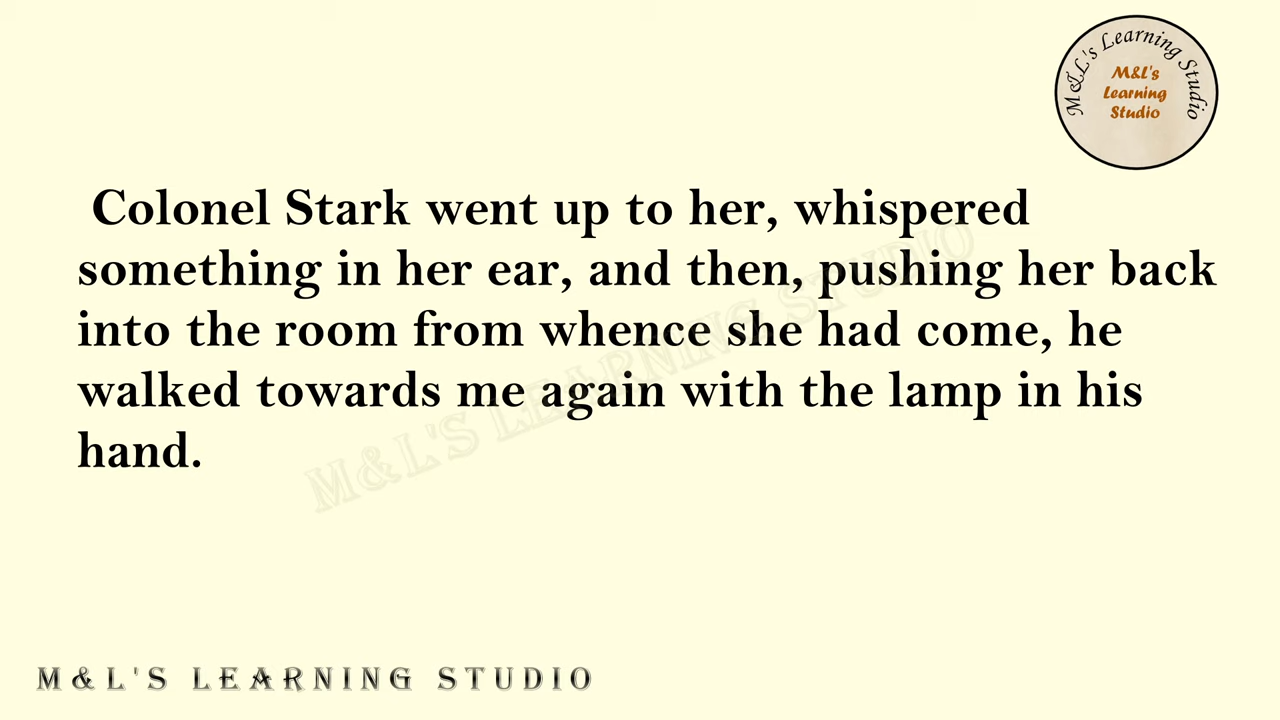 M&L's Learning Studio
M&L's
Learning
Studio
Colonel Stark went up to her, whispered
something in her ear, and then, pushing her back
into the room from whence she had come, he
walked towards me again with the lamp in his
hand.
M&L'S LEARNING STUDIO
M&L'S LEARNING STUDIO